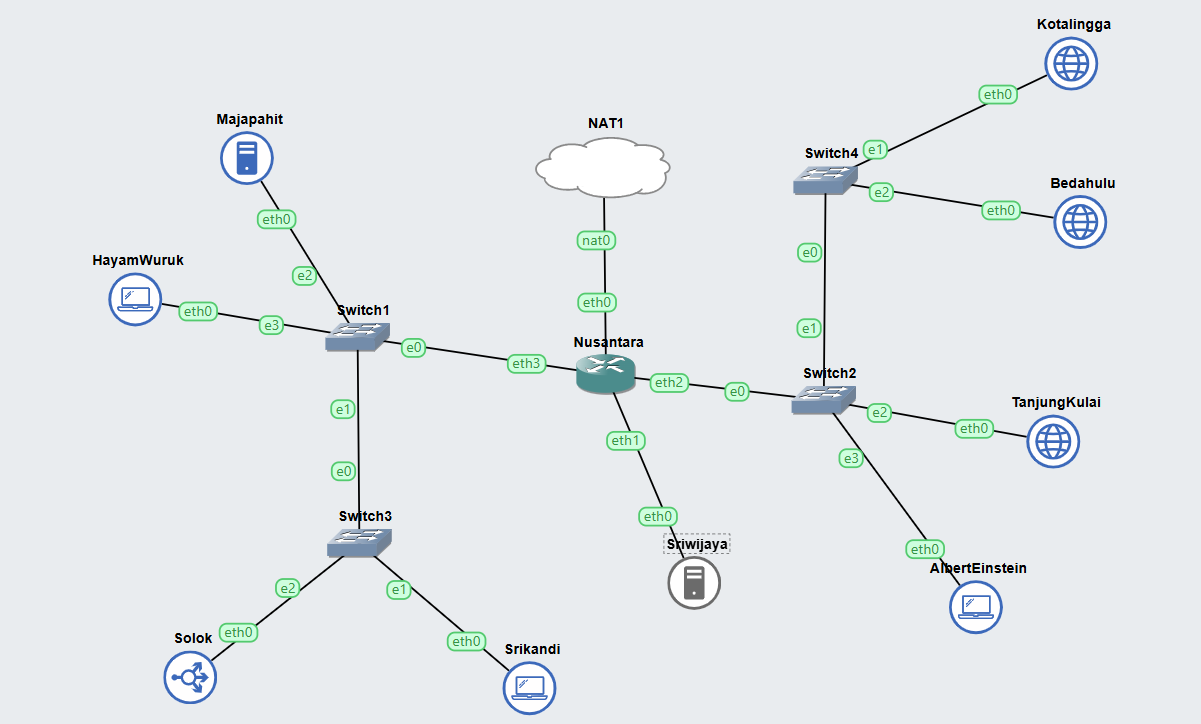 Kotalingga
eth0
Majapahit
NAT1
Switch4
e1
Bedahulu
e2
eth0
eth0
nat0
e0
HayamWuruk
e2
eth0
e3
Switch1
eth0
e1
e0
Nusantara
eth3
eth2
e0
Switch2
TanjungKulai
e2
eth0
e1
eth1
e3
e0
Switch3
eth0
Sriwijaya
eth0
AlbertEinstein
e2
e1
Solok
eth0
eth0
Srikandi